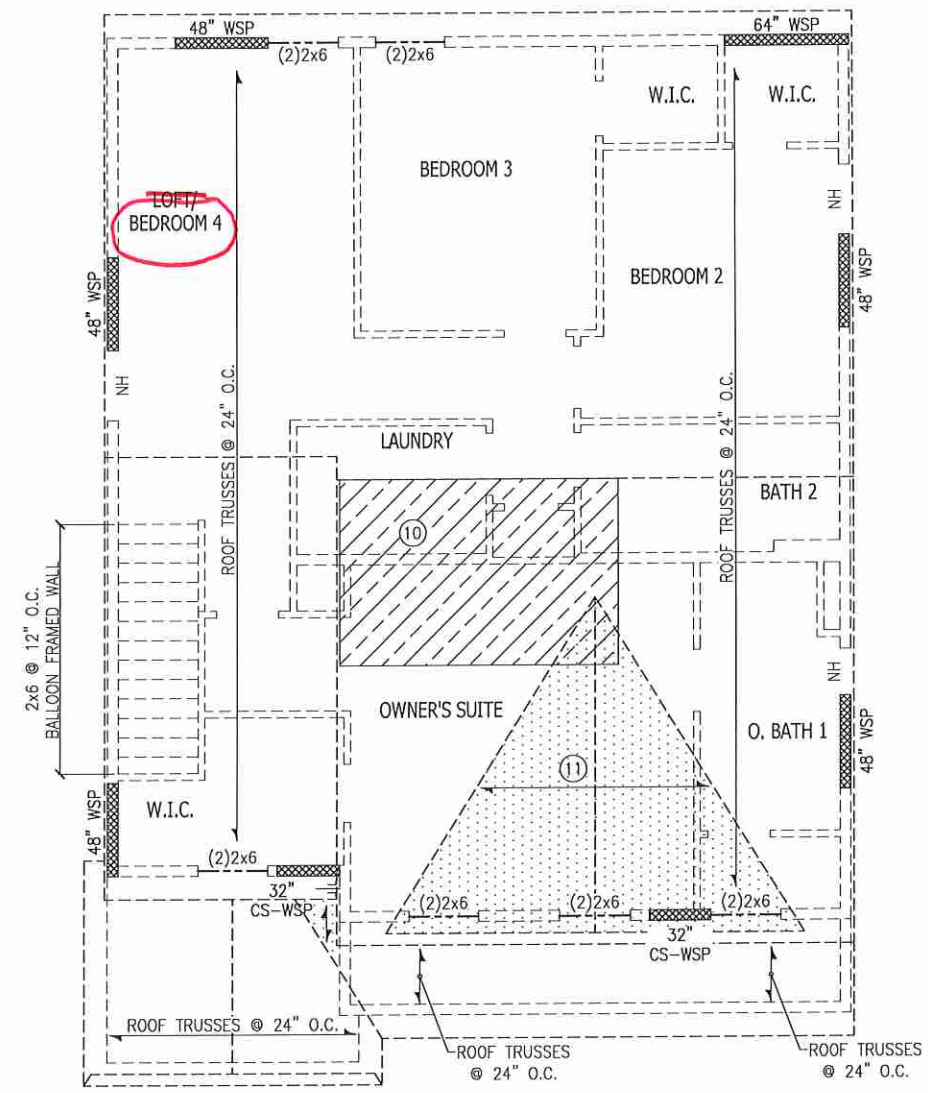 48" WSP
64" WSP
(2)2x6
(2)2x6
W.I.C.
W.I.C.
BEDROOM 3
LOFT/
BEDROOM 4
NH
BEDROOM 2
48" WSP
48" WSP
NH
ROOF TRUSSES @ 24" O.C.
ROOF TRUSSES @ 24" O.C.
LAUNDRY
BATH 2
10
2x6 @ 12" O.C.
BALLOON FRAMED WALL
NH
OWNER'S SUITE
O. BATH 1
48" WSP
11
W.I.C.
48" WSP
(2)2x6
32"
CS-WSP
(2)2x6
(2)2x6
(2)2x6
32"
CS-WSP
ROOF TRUSSES @ 24" O.C.
ROOF TRUSSES
@ 24" O.C.
ROOF TRUSSES
@ 24" O.C.